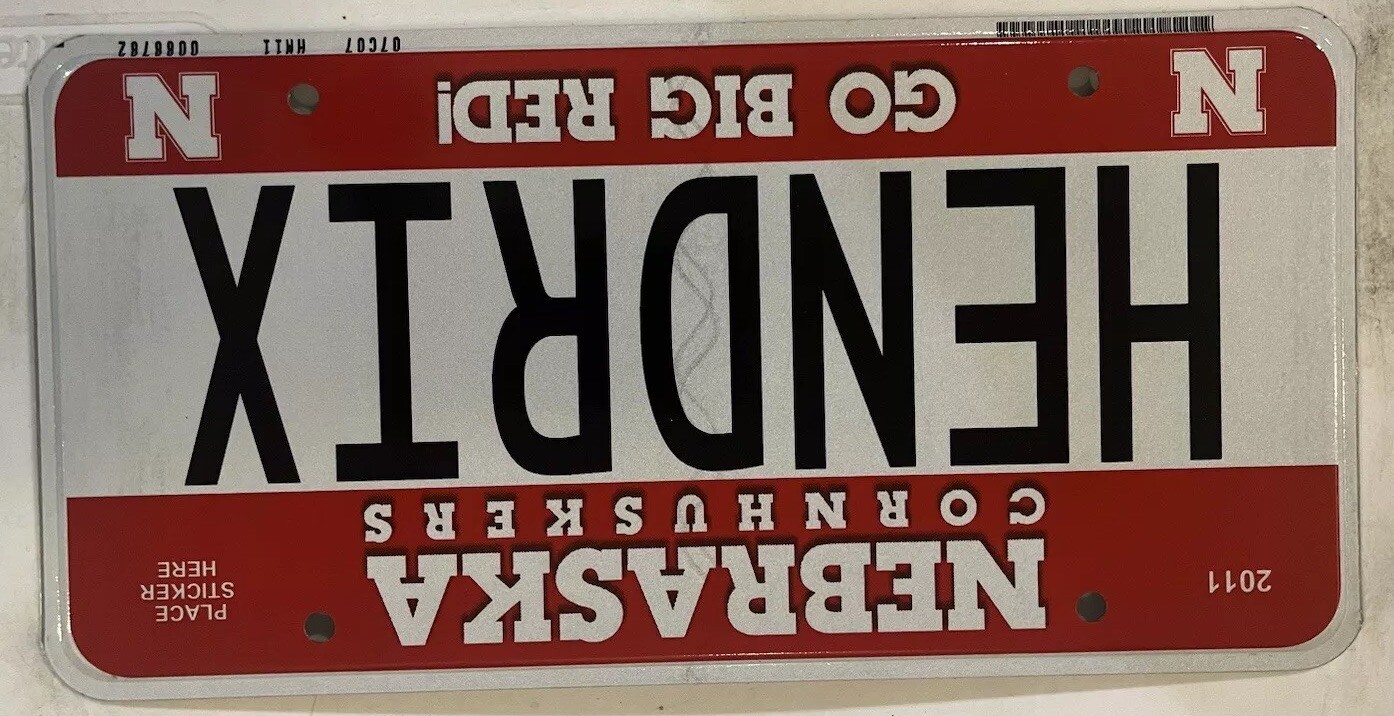 2011
NEBRASKA
CORNHUSKERS
PLACE
STICKER
HERE
HENDRIX
N GO BIG RED! N
07C07 HM11 0088782